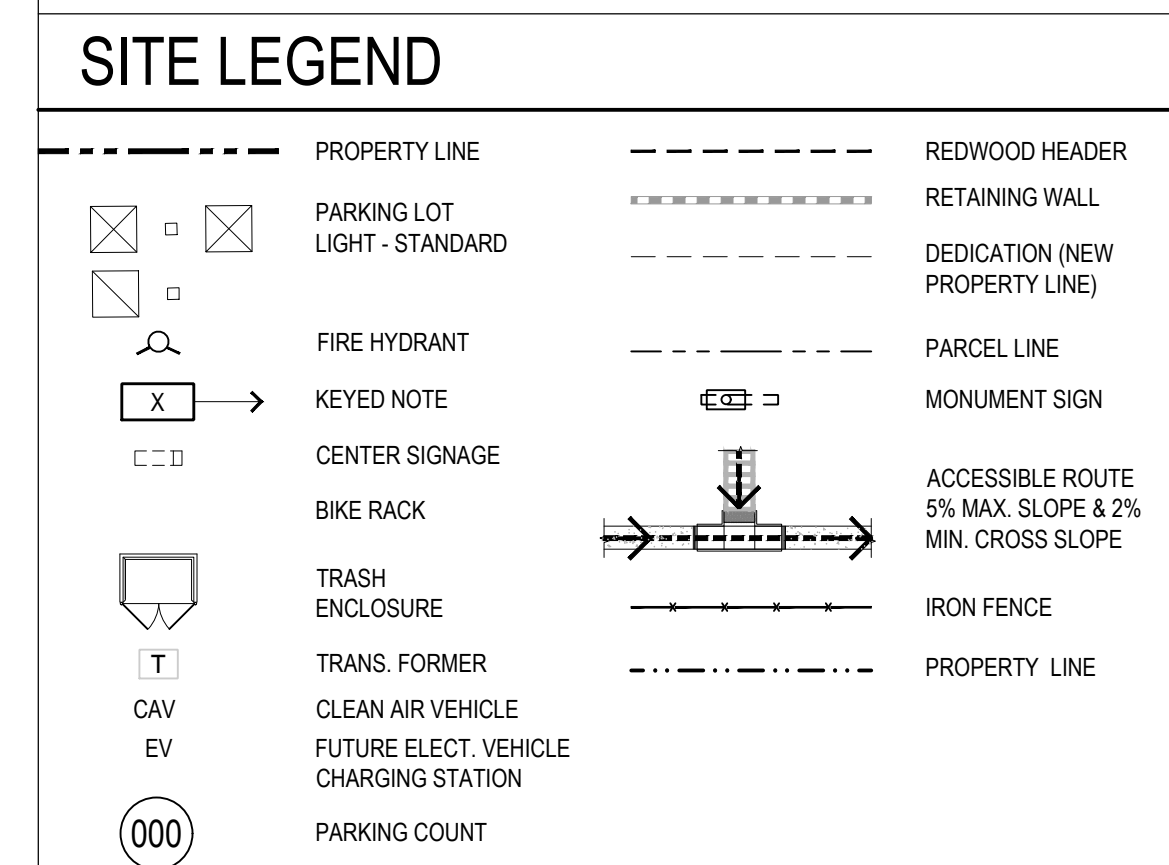 SITE LEGEND
PROPERTY LINE
PARKING LOT
LIGHT - STANDARD
FIRE HYDRANT
X
KEYED NOTE
CENTER SIGNAGE
BIKE RACK
TRASH
ENCLOSURE
T
TRANS. FORMER
CAV
CLEAN AIR VEHICLE
EV
FUTURE ELECT. VEHICLE
CHARGING STATION
000
PARKING COUNT
REDWOOD HEADER
RETAINING WALL
DEDICATION (NEW
PROPERTY LINE)
PARCEL LINE
MONUMENT SIGN
ACCESSIBLE ROUTE
5% MAX. SLOPE & 2%
MIN. CROSS SLOPE
IRON FENCE
PROPERTY LINE